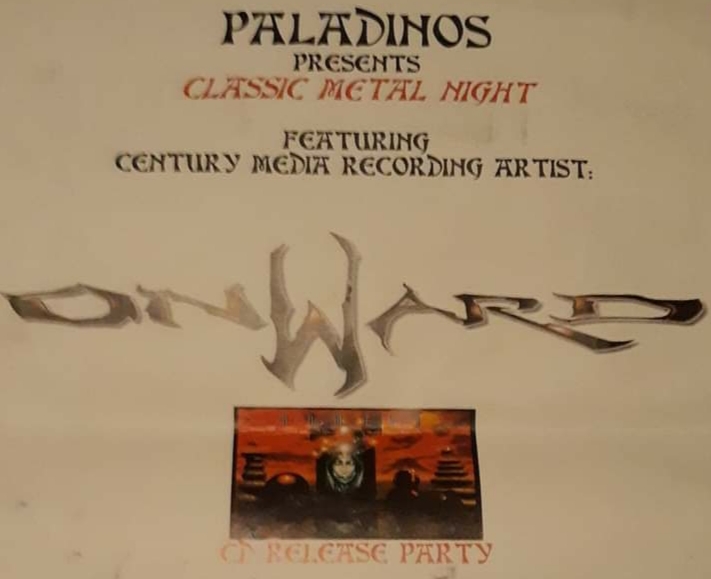 PALADINOS
PRESENTS
CLASSIC METAL NIGHT
FEATURING
CENTURY MEDIA RECORDING ARTIST:
ONWARD
CD RELEASE PARTY